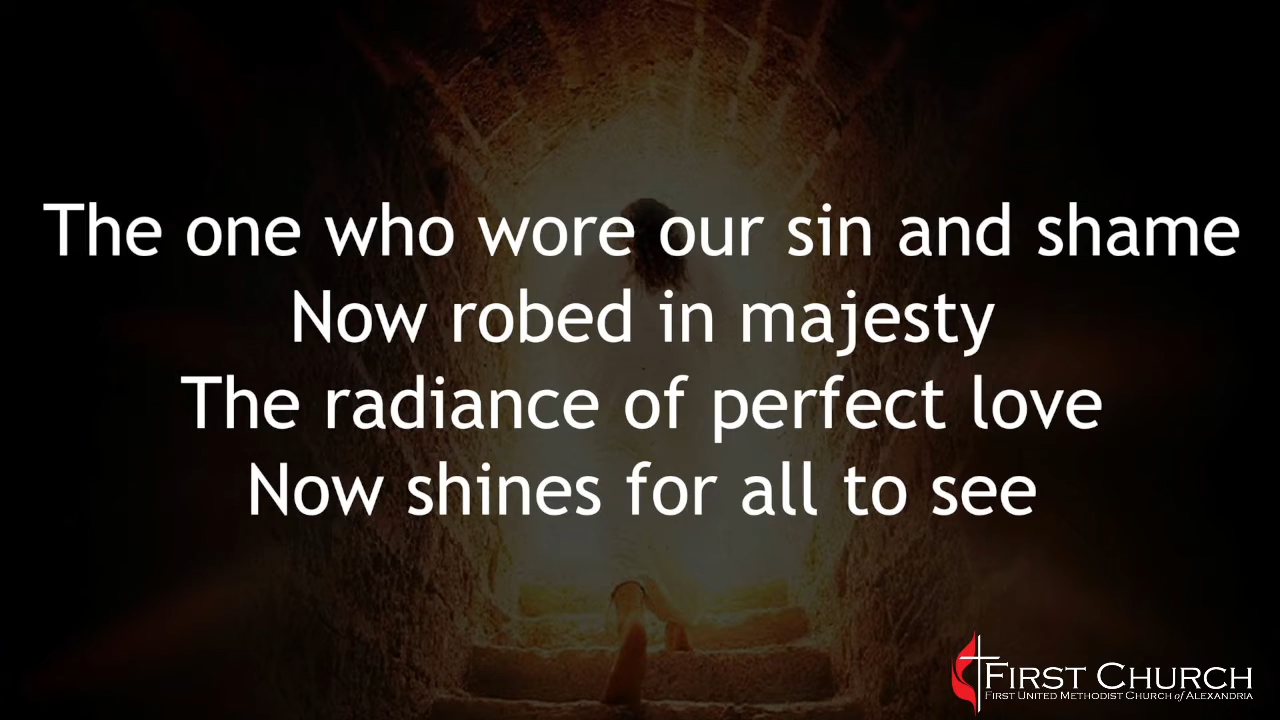 The one who wore our sin and shame
Now robed in majesty
The radiance of perfect love
Now shines for all to see
First Church
First United Methodist Church of Alexandria